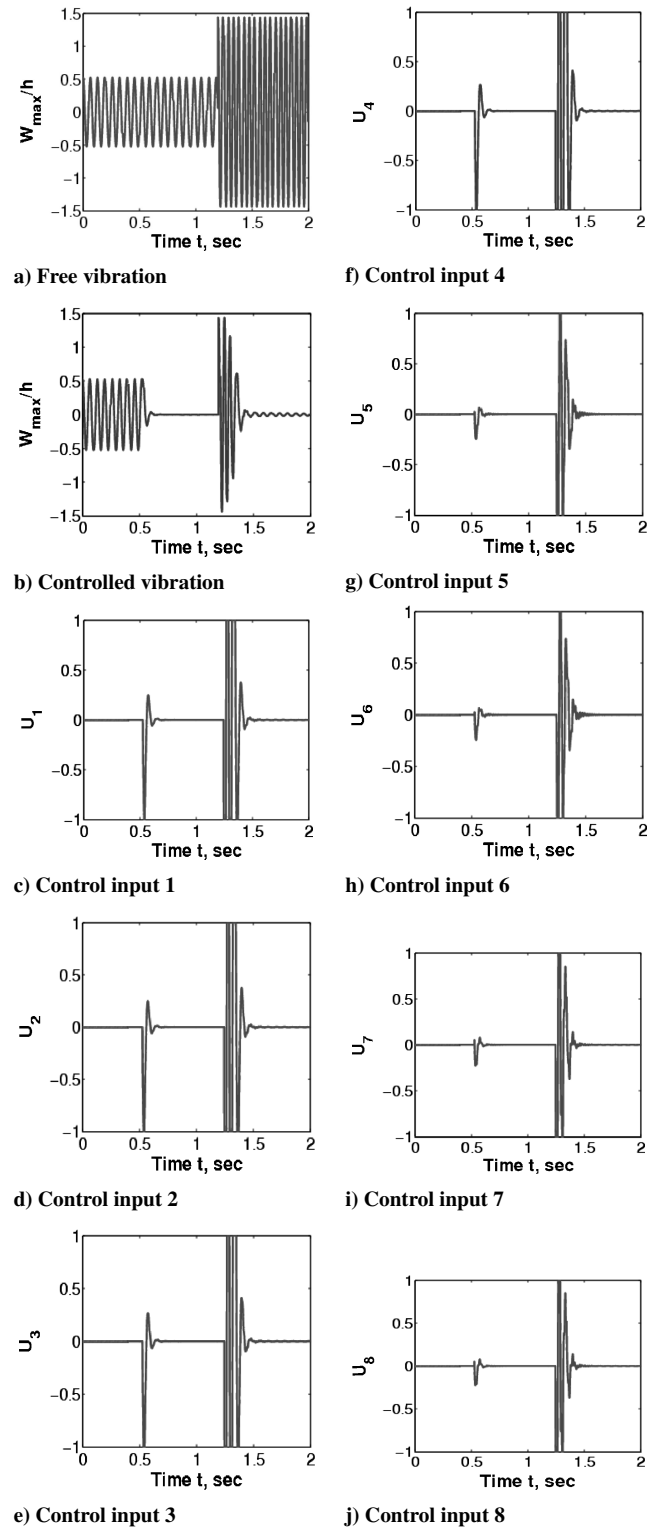 1.5
1
0.5
0
−0.5
−1
−1.5
W_max/h
0 0.5 1 1.5 2
Time t, sec
a) Free vibration
1.5
1
0.5
0
−0.5
−1
−1.5
W_max/h
0 0.5 1 1.5 2
Time t, sec
b) Controlled vibration
1
0.5
0
−0.5
−1
U_1
0 0.5 1 1.5 2
Time t, sec
c) Control input 1
1
0.5
0
−0.5
−1
U_2
0 0.5 1 1.5 2
Time t, sec
d) Control input 2
1
0.5
0
−0.5
−1
U_3
0 0.5 1 1.5 2
Time t, sec
e) Control input 3
1
0.5
0
−0.5
−1
U_4
0 0.5 1 1.5 2
Time t, sec
f) Control input 4
1
0.5
0
−0.5
−1
U_5
0 0.5 1 1.5 2
Time t, sec
g) Control input 5
1
0.5
0
−0.5
−1
U_6
0 0.5 1 1.5 2
Time t, sec
h) Control input 6
1
0.5
0
−0.5
−1
U_7
0 0.5 1 1.5 2
Time t, sec
i) Control input 7
1
0.5
0
−0.5
−1
U_8
0 0.5 1 1.5 2
Time t, sec
j) Control input 8